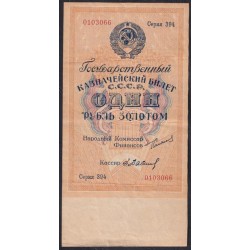 0103066 Серия 394
Государственный
КАЗНАЧЕЙСКИЙ БИЛЕТ
С.С.С.Р.
ОДИН
РУБЛЬ ЗОЛОТОМ
Народный Комиссар
Финансов
Кассир
Серия 394 0103066